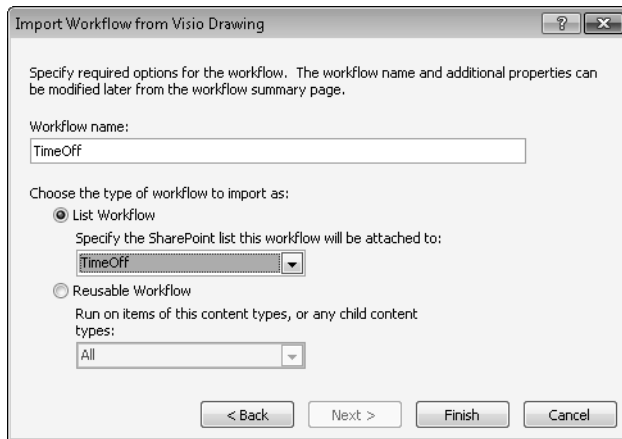 Import Workflow from Visio Drawing
?
Specify required options for the workflow. The workflow name and additional properties can
be modified later from the workflow summary page.
Workflow name:
TimeOff
Choose the type of workflow to import as:
List Workflow
Specify the SharePoint list this workflow will be attached to:
TimeOff
Reusable Workflow
Run on items of this content types, or any child content
types:
All
< Back Next > Finish Cancel